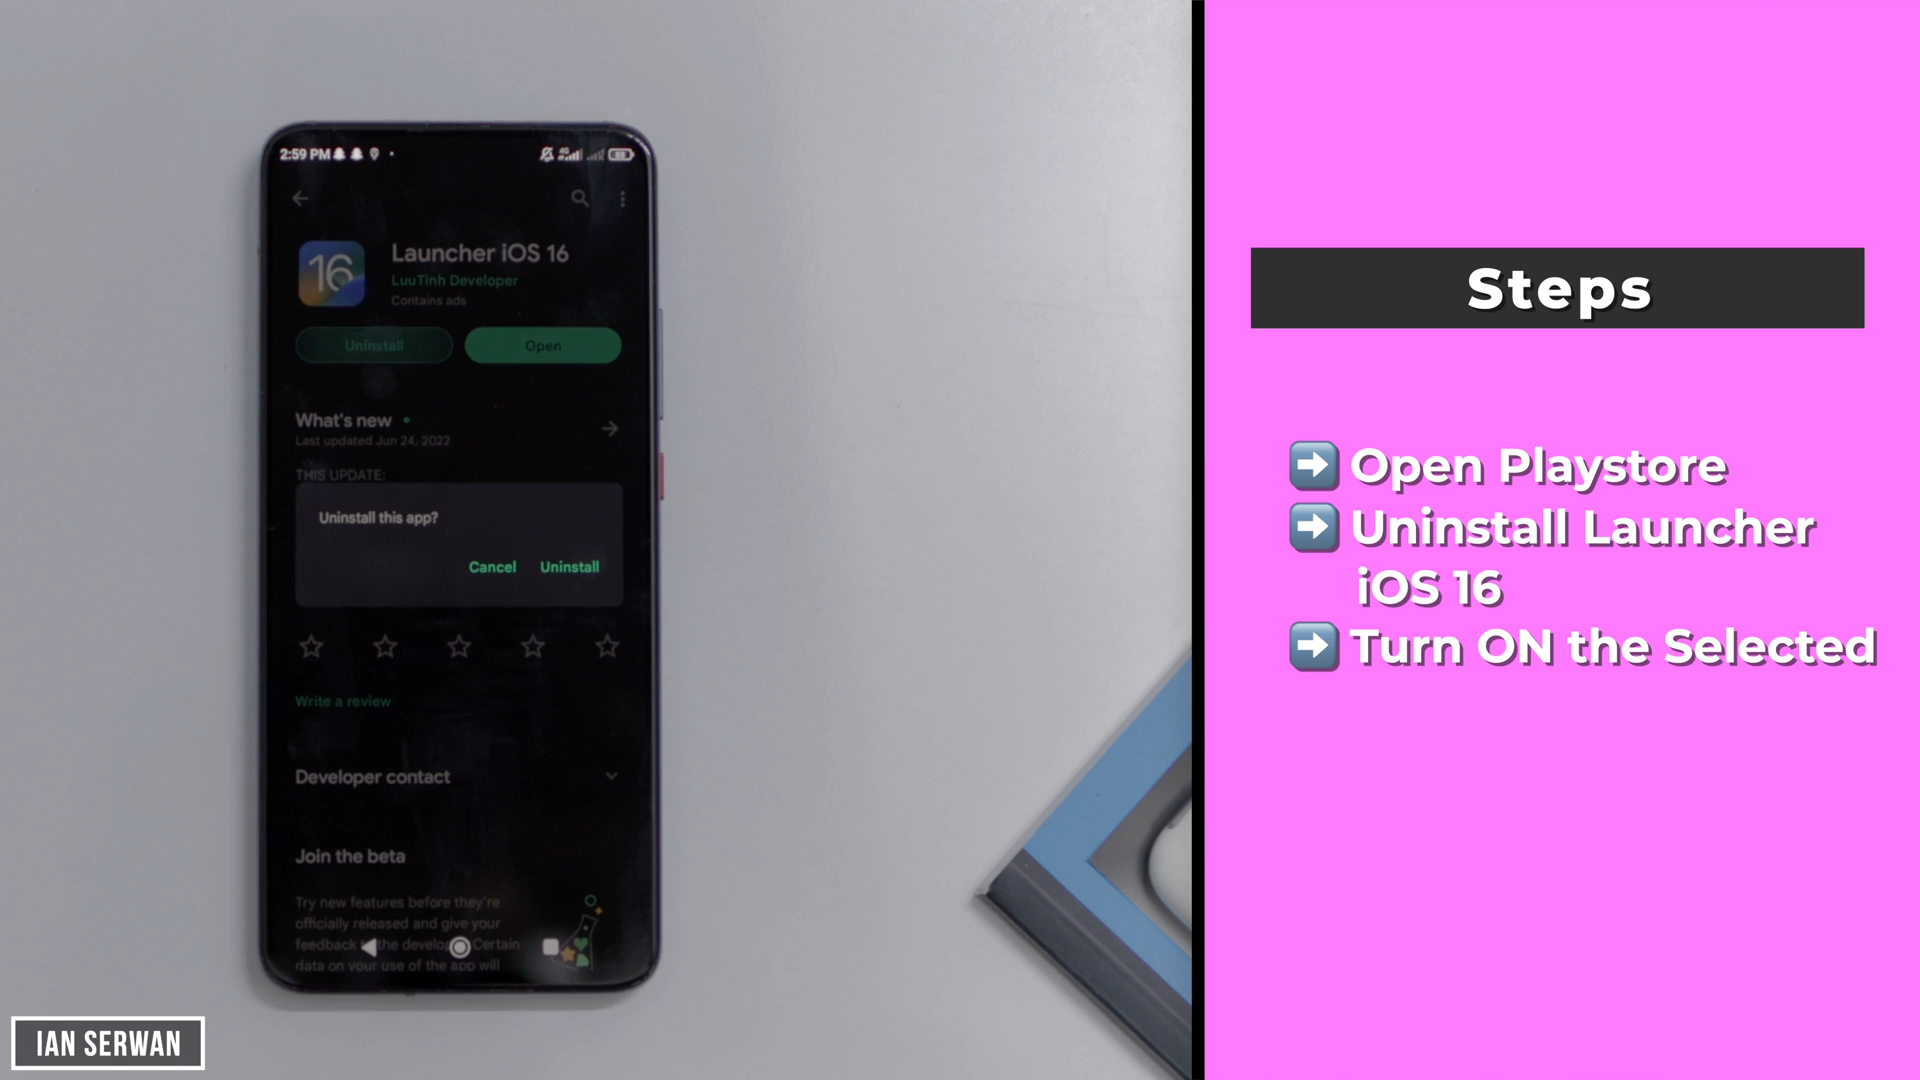 2:59 PM
4G
16
Launcher iOS 16
LuuTinh Developer
Contains ads
Uninstall
Open
What's new
Last updated Jun 24, 2022
THIS UPDATE:
Uninstall this app?
Cancel Uninstall
Write a review
Developer contact
Join the beta
Try new features before they're
officially released and give your
feedback the develop Certain
data on your use of the app will
IAN SERWAN
Steps
➡️ Open Playstore
➡️ Uninstall Launcher
iOS 16
➡️ Turn ON the Selected